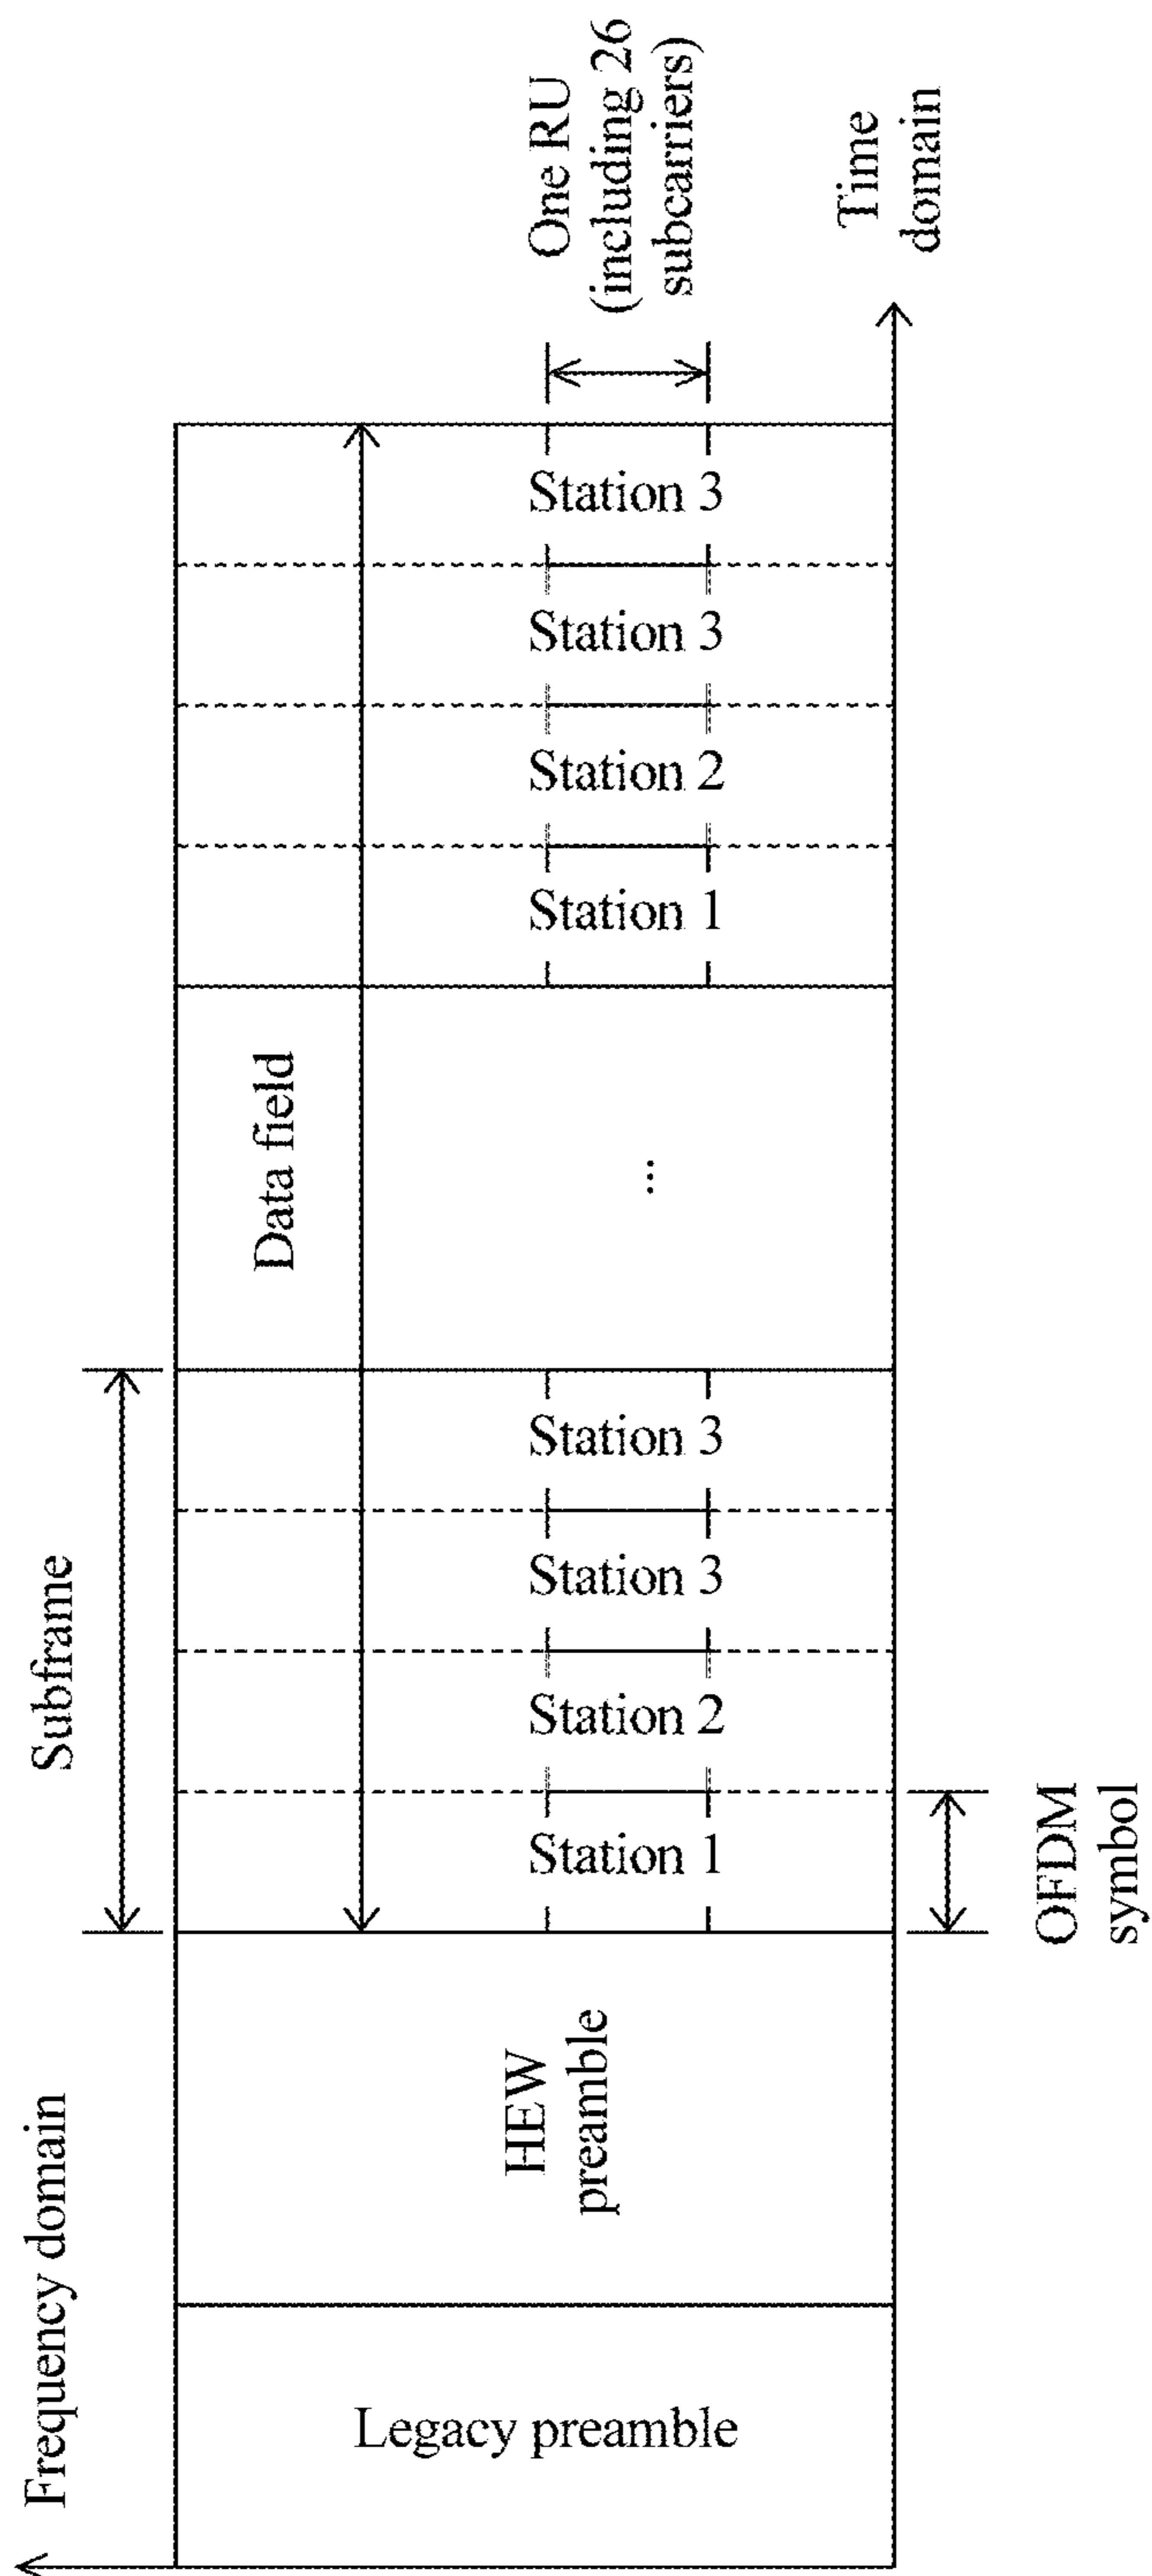 Frequency domain
Subframe
Data field
Legacy preamble
HEW
preamble
Station 1
Station 2
Station 3
Station 3
...
Station 1
Station 2
Station 3
Station 3
One RU
(including 26
subcarriers)
OFDM
symbol
Time
domain